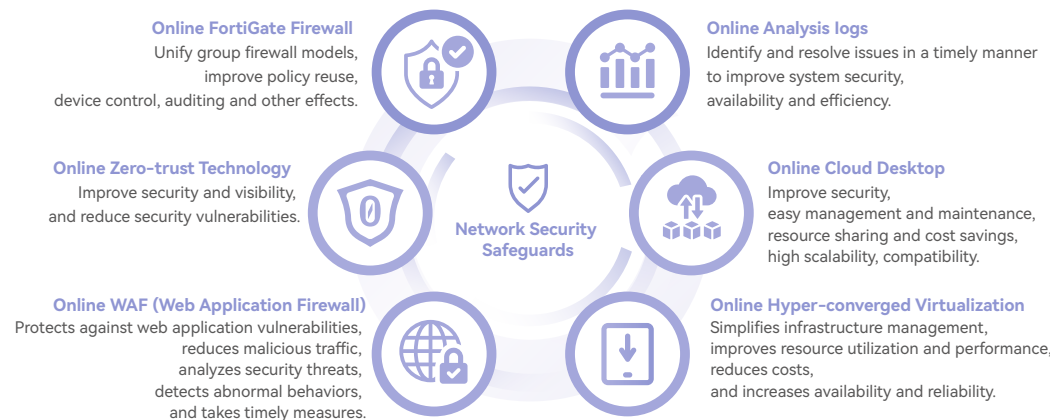 Online FortiGate Firewall
Unify group firewall models,
improve policy reuse,
device control, auditing and other effects.
Online Analysis logs
Identify and resolve issues in a timely manner
to improve system security,
availability and efficiency.
Online Zero-trust Technology
Improve security and visibility,
and reduce security vulnerabilities.
0
Network Security
Safeguards
Online Cloud Desktop
Improve security,
easy management and maintenance,
resource sharing and cost savings,
high scalability, compatibility.
Online WAF (Web Application Firewall)
Protects against web application vulnerabilities,
reduces malicious traffic,
analyzes security threats,
detects abnormal behaviors,
and takes timely measures.
Online Hyper-converged Virtualization
Simplifies infrastructure management,
improves resource utilization and performance,
reduces costs,
and increases availability and reliability.